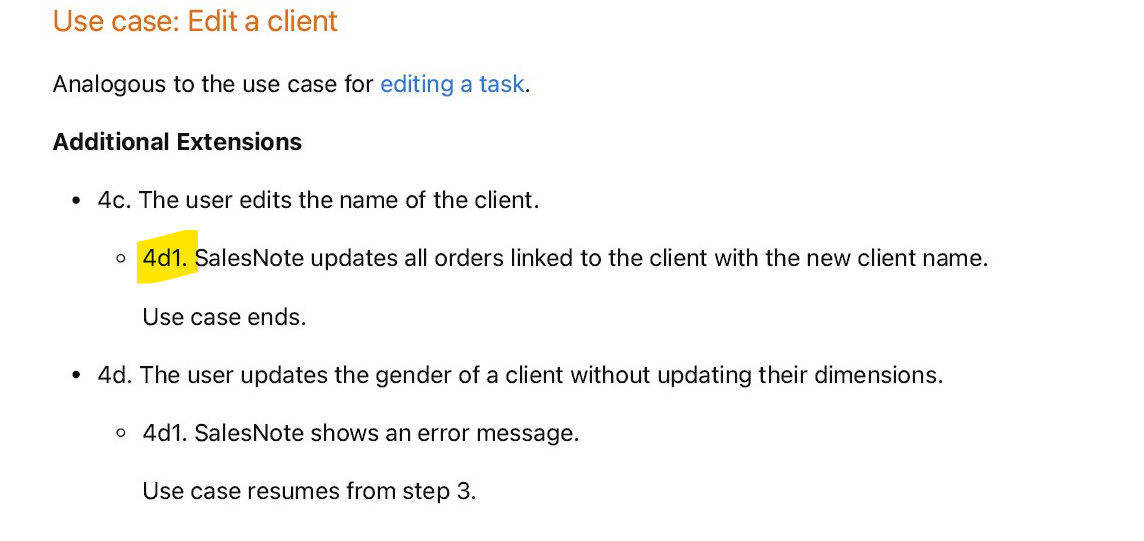 Use case: Edit a client
Analogous to the use case for editing a task.
Additional Extensions
• 4c. The user edits the name of the client.
○ 4d1. SalesNote updates all orders linked to the client with the new client name.
Use case ends.
• 4d. The user updates the gender of a client without updating their dimensions.
○ 4d1. SalesNote shows an error message.
Use case resumes from step 3.